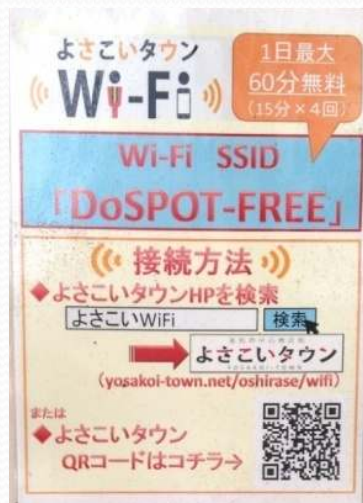 よさこいタウン
Wi-Fi
1日最大
60分無料
(15分×4回)
Wi-Fi SSID
「DoSPOT-FREE」
接続方法
◆よさこいタウンHPを検索
よさこいWiFi 検索
よさこいタウン
(yosakoi-town.net/oshirase/wifi)
または
◆よさこいタウン
QRコードはコチラ→